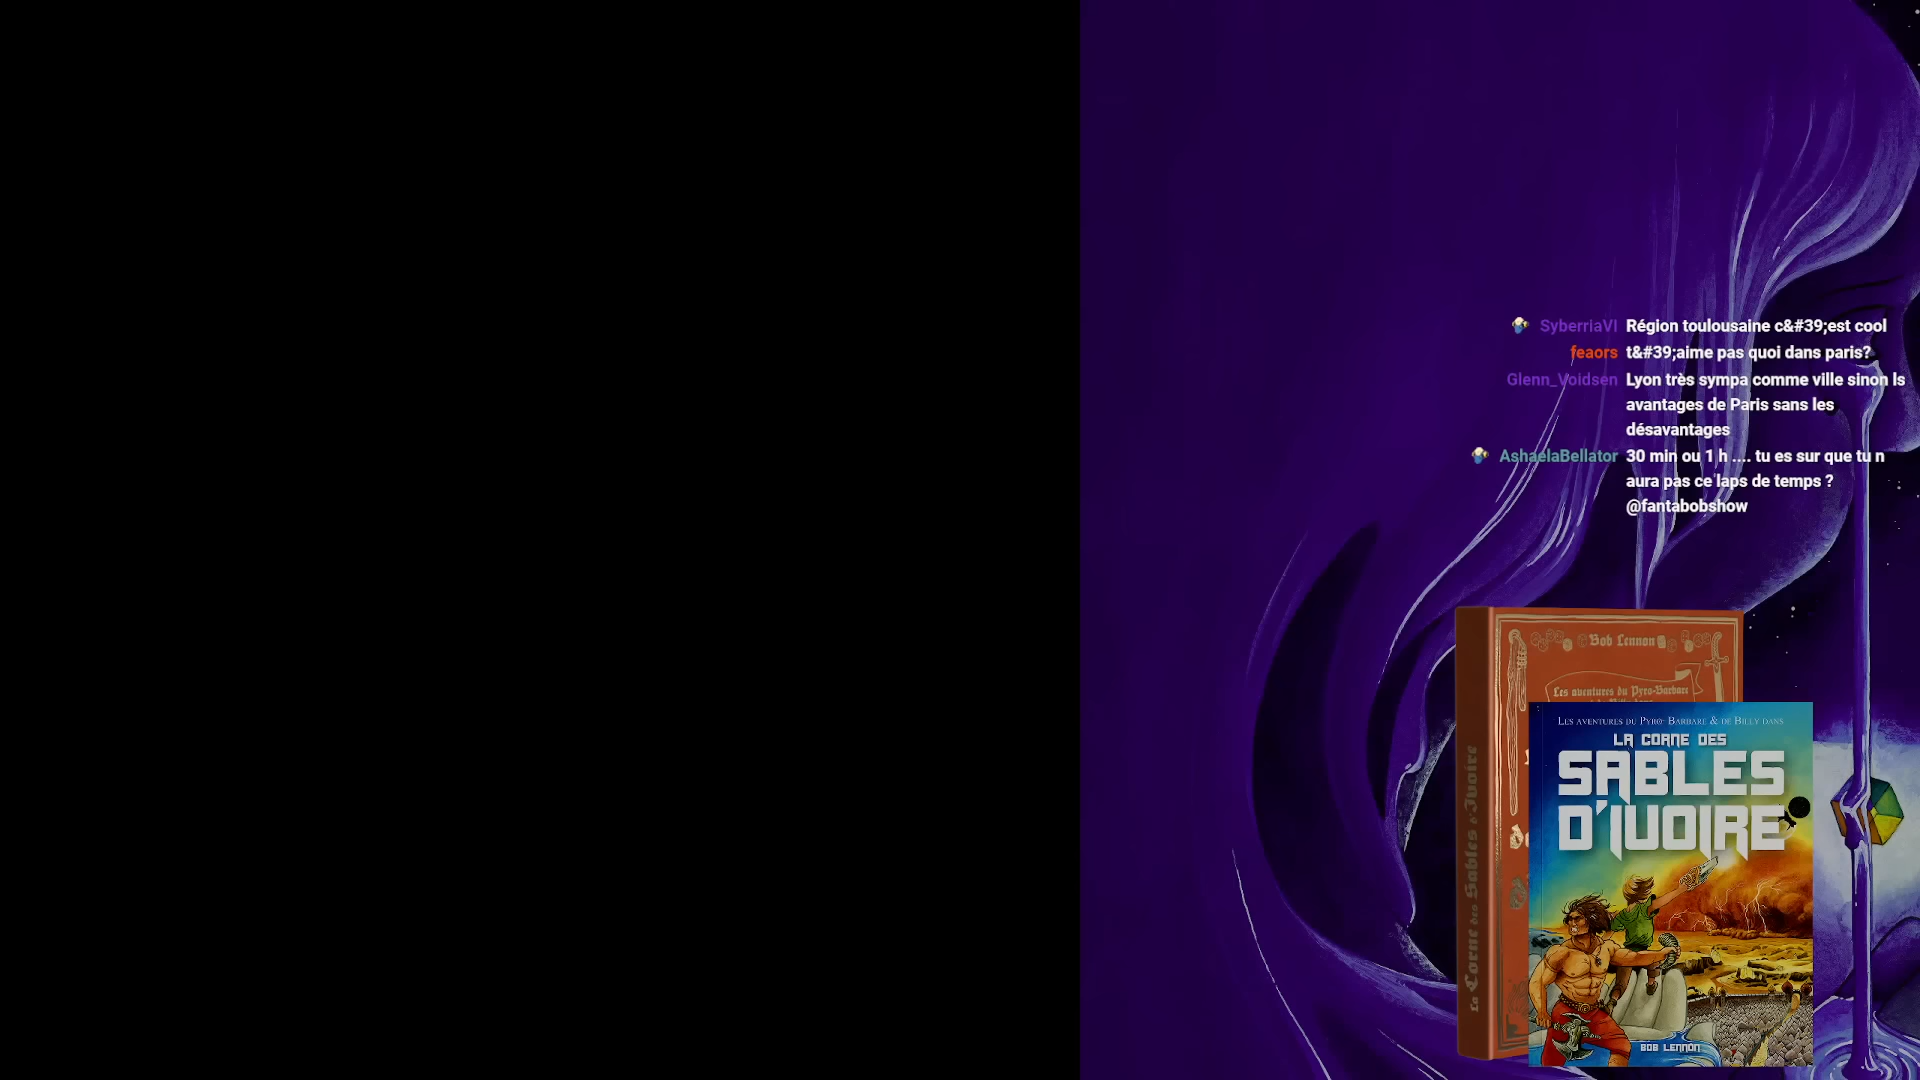 SyberriaVI Région toulousaine c&#39;est cool
feaors t&#39;aime pas quoi dans paris?
Glenn_Voidsen Lyon très sympa comme ville sinon ls
avantages de Paris sans les
désavantages
AshaelaBellator 30 min ou 1 h .... tu es sur que tu n
aura pas ce laps de temps ?
@fantabobshow
Bob Lennon
Les aventures du Pyro-Barbare
La Corne des Sables d'Ivoire
LES AVENTURES DU PYRO-BARBARE & DE BILLY DANS
LA CORNE DES
SABLES
D'IVOIRE
BOB LENNON